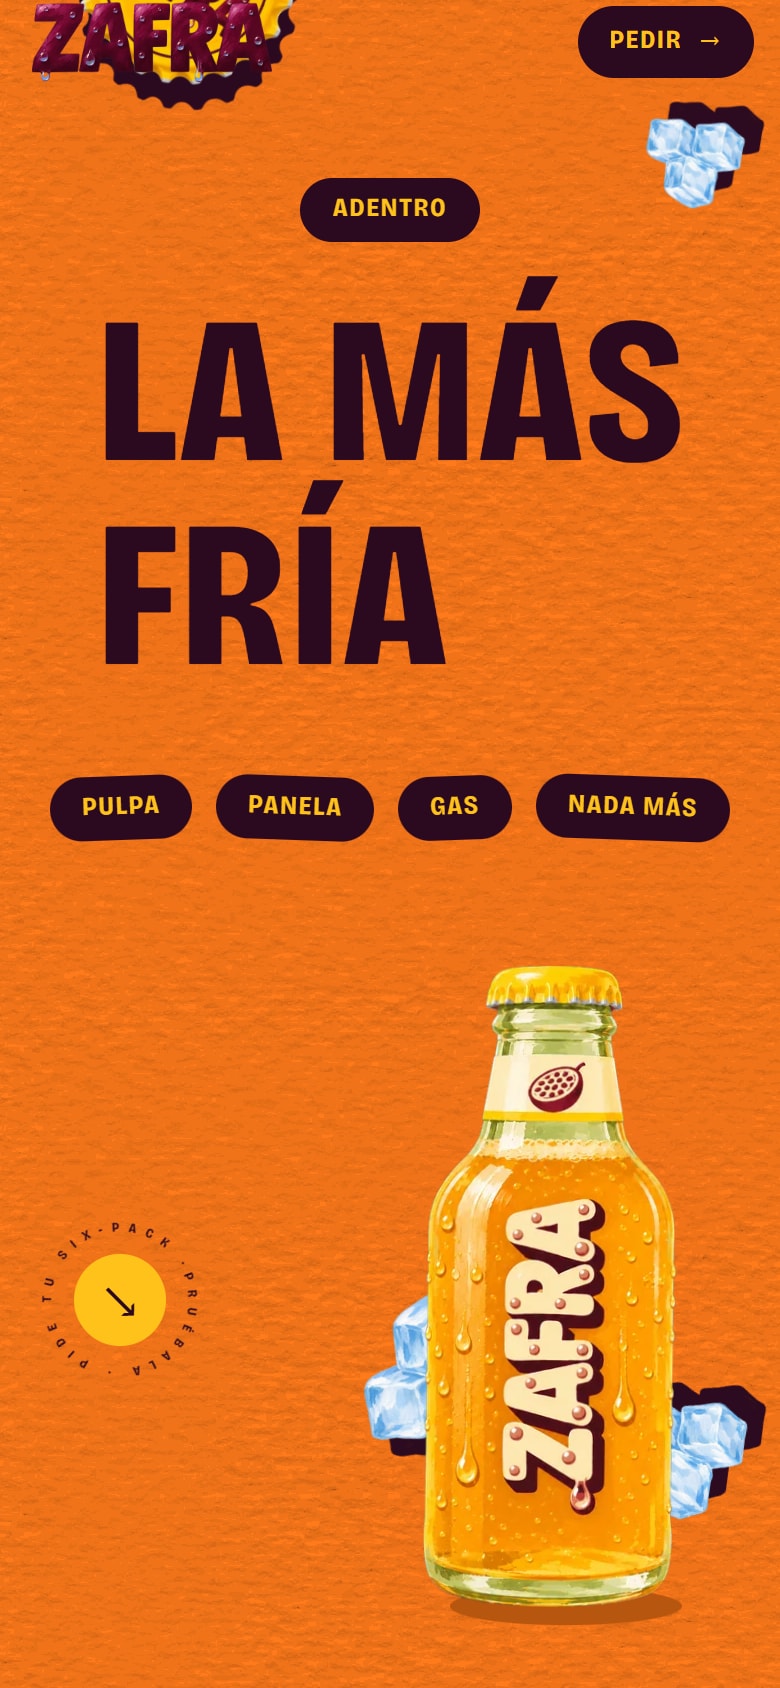 ZAFRA
PEDIR →
ADENTRO
LA MÁS
FRÍA
PULPA
PANELA
GAS
NADA MÁS
ZAFRA
PIDE TU SIX-PACK · PRUÉBALA ·